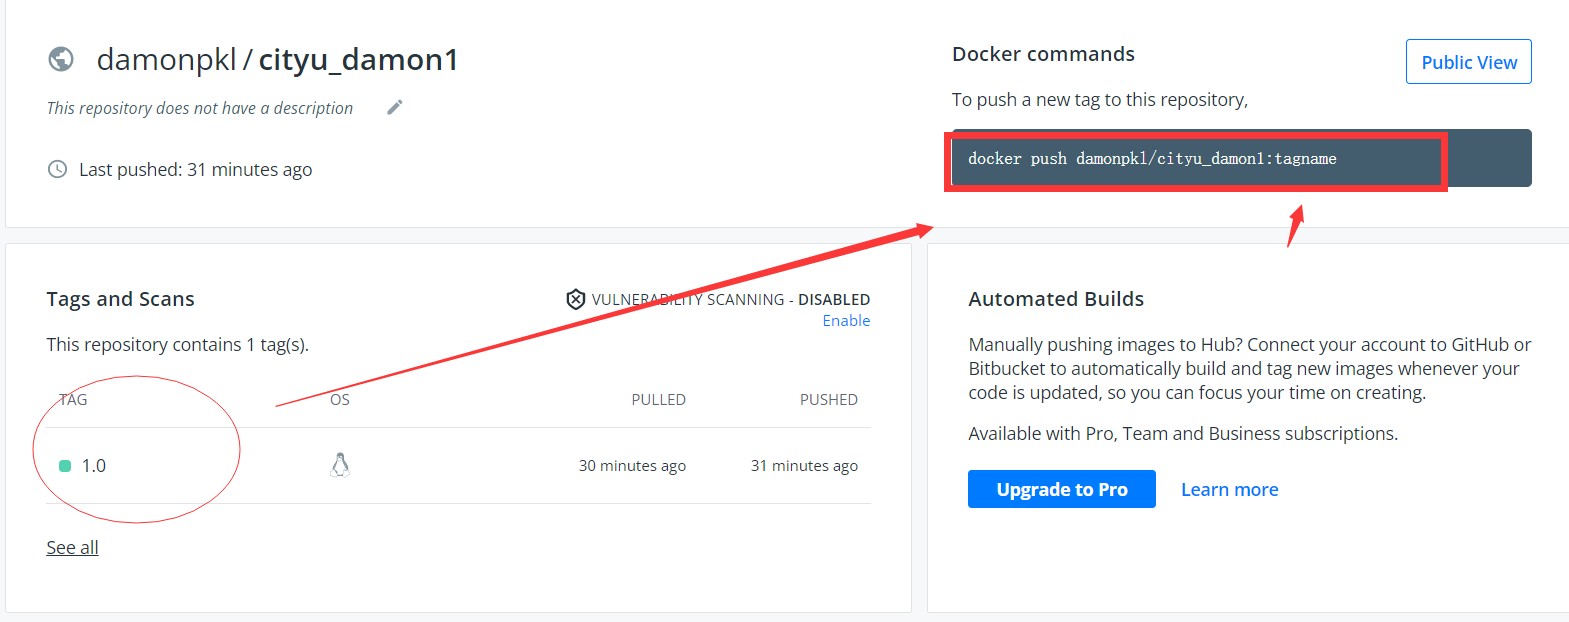 damonpkl / cityu_damon1
This repository does not have a description
Last pushed: 31 minutes ago
Docker commands
Public View
To push a new tag to this repository,
docker push damonpkl/cityu_damon1:tagname
Tags and Scans
VULNERABILITY SCANNING - DISABLED
Enable
This repository contains 1 tag(s).
TAG OS PULLED PUSHED
1.0 30 minutes ago 31 minutes ago
See all
Automated Builds
Manually pushing images to Hub? Connect your account to GitHub or
Bitbucket to automatically build and tag new images whenever your
code is updated, so you can focus your time on creating.
Available with Pro, Team and Business subscriptions.
Upgrade to Pro Learn more